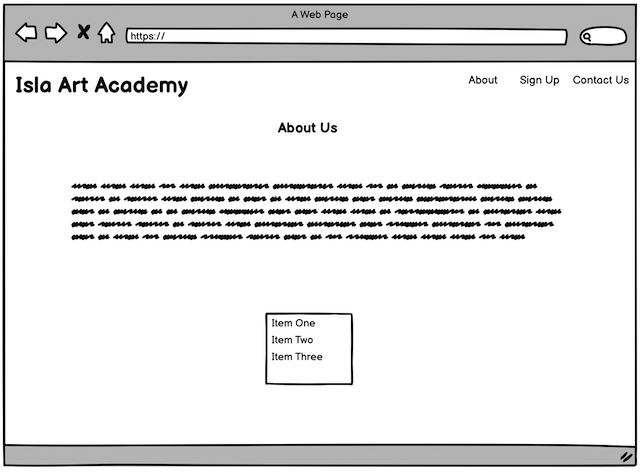 A Web Page
https://
Isla Art Academy
About Sign Up Contact Us
About Us
Item One
Item Two
Item Three